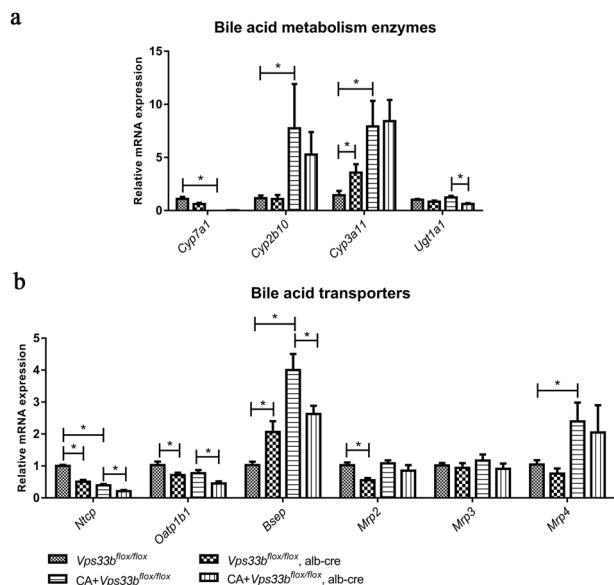 a
Bile acid metabolism enzymes
Relative mRNA expression
15
10
5
0
* * * * *
Cyp7a1 Cyp2b10 Cyp3a11 Ugt1a1
b
Bile acid transporters
Relative mRNA expression
5
4
3
2
1
0
* * * * * * * * * *
Ntcp Oatp1b1 Bsep Mrp2 Mrp3 Mrp4
Vps33b^flox/flox Vps33b^flox/flox, alb-cre
CA+Vps33b^flox/flox CA+Vps33b^flox/flox, alb-cre